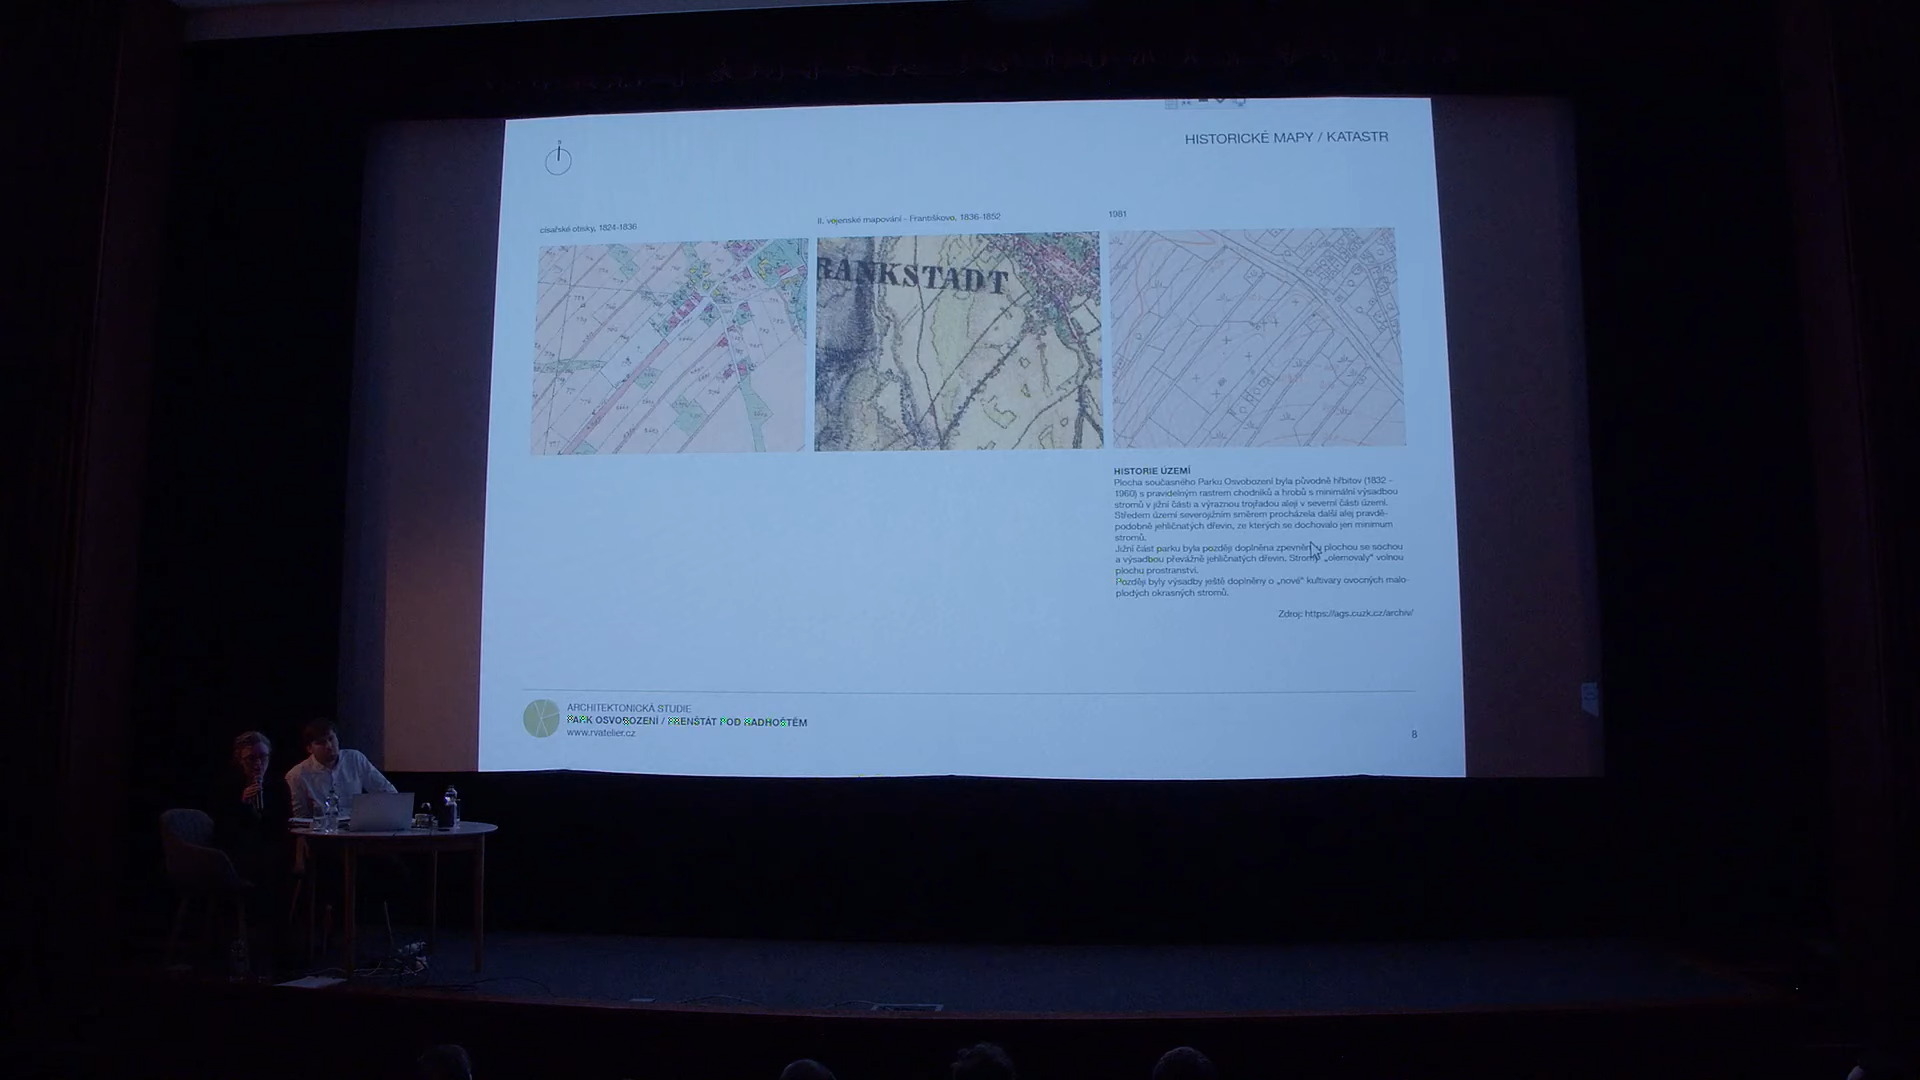 HISTORICKÉ MAPY / KATASTR
císařské otisky, 1824-1836
II. vojenské mapování - Františkovo, 1836-1852
1981
RANKSTADT
HISTORIE ÚZEMÍ
Plocha současného Parku Osvobození byla původně hřbitov (1832 -
1960) s pravidelným rastrem chodníků a hrobů s minimální výsadbou
stromů v jižní části a výraznou trojřadou alejí v severní části území.
Středem území severojižním směrem procházela další alej pravdě-
podobně jehličnatých dřevin, ze kterých se dochovalo jen minimum
stromů.
Jižní část parku byla později doplněna plochou se sochou
a výsadbou převážně jehličnatých dřevin. Stromy „olemovaly“ volnou
plochu prostranství.
Později byly výsadby ještě doplněny o „nové“ kultivary ovocných malo-
plodých okrasných stromů.
Zdroj: https://ags.cuzk.cz/archiv/
ARCHITEKTONICKÁ STUDIE
PARK OSVOBOZENÍ / FRENŠTÁT POD RADHOŠTĚM
www.rvatelier.cz
8